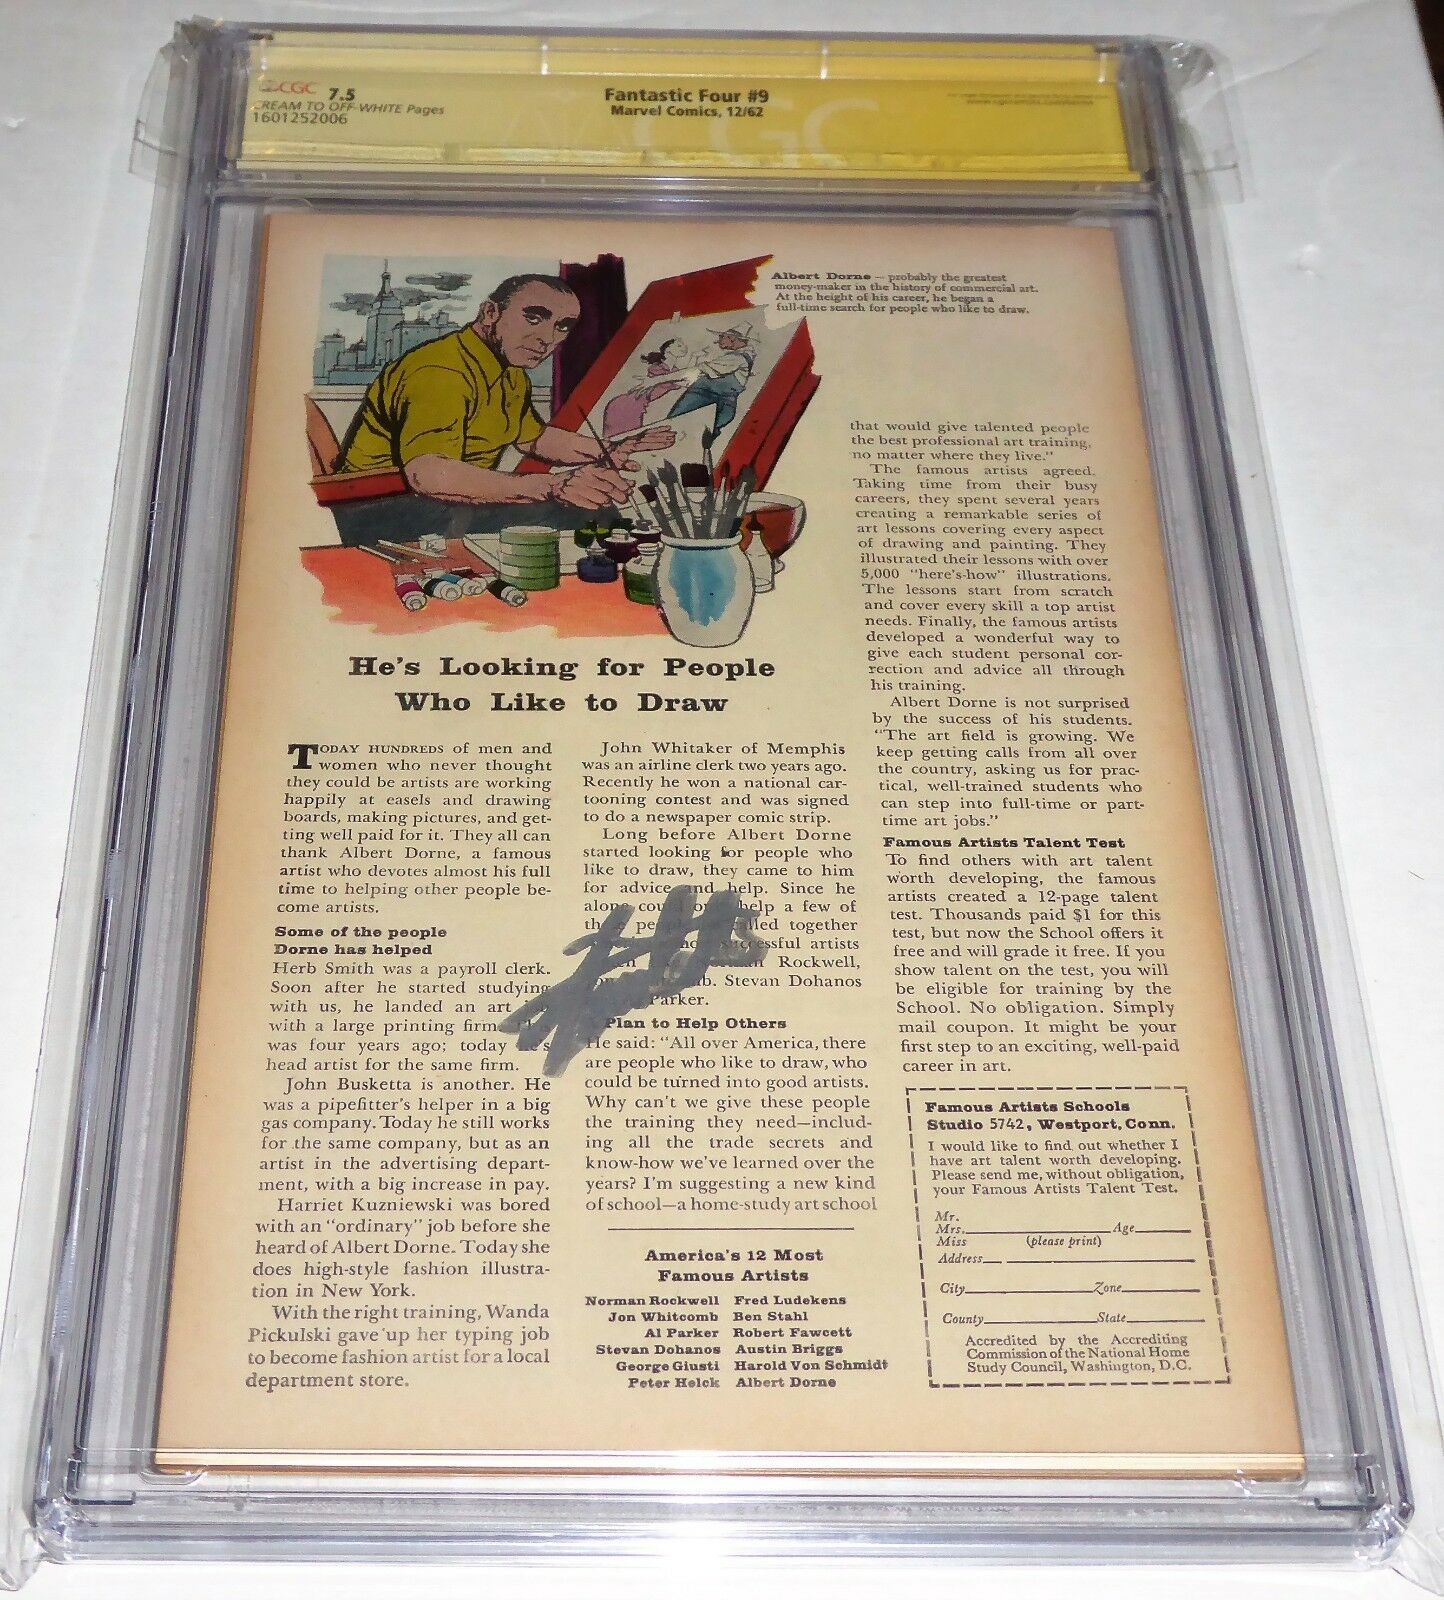 CGC 7.5
CREAM TO OFF-WHITE Pages
1601252006
Fantastic Four #9
Marvel Comics, 12/62
CGC
Albert Dorne — probably the greatest
money-maker in the history of commercial art.
At the height of his career, he began a
full-time search for people who like to draw.
He's Looking for People
Who Like to Draw
TODAY HUNDREDS of men and
women who never thought
they could be artists are working
happily at easels and drawing
boards, making pictures, and get-
ting well paid for it. They all can
thank Albert Dorne, a famous
artist who devotes almost his full
time to helping other people be-
come artists.
Some of the people
Dorne has helped
Herb Smith was a payroll clerk.
Soon after he started studying
with us, he landed an art
with a large printing firm.
was four years ago; today
head artist for the same firm.
John Busketta is another. He
was a pipefitter's helper in a big
gas company. Today he still works
for the same company, but as an
artist in the advertising depart-
ment, with a big increase in pay.
Harriet Kuzniewski was bored
with an "ordinary" job before she
heard of Albert Dorne. Today she
does high-style fashion illustra-
tion in New York.
With the right training, Wanda
Pickulski gave up her typing job
to become fashion artist for a local
department store.
John Whitaker of Memphis
was an airline clerk two years ago.
Recently he won a national car-
tooning contest and was signed
to do a newspaper comic strip.
Long before Albert Dorne
started looking for people who
like to draw, they came to him
for advice and help. Since he
alone could only help a few of
these people called together
successful artists
Rockwell,
Stevan Dohanos
Parker.
A Plan to Help Others
He said: "All over America, there
are people who like to draw, who
could be turned into good artists.
Why can't we give these people
the training they need—includ-
ing all the trade secrets and
know-how we've learned over the
years? I'm suggesting a new kind
of school—a home-study art school
America's 12 Most
Famous Artists
Norman Rockwell Fred Ludekens
Jon Whitcomb Ben Stahl
Al Parker Robert Fawcett
Stevan Dohanos Austin Briggs
George Giusti Harold Von Schmidt
Peter Helck Albert Dorne
that would give talented people
the best professional art training,
no matter where they live."
The famous artists agreed.
Taking time from their busy
careers, they spent several years
creating a remarkable series of
art lessons covering every aspect
of drawing and painting. They
illustrated their lessons with over
5,000 "here's-how" illustrations.
The lessons start from scratch
and cover every skill a top artist
needs. Finally, the famous artists
developed a wonderful way to
give each student personal cor-
rection and advice all through
his training.
Albert Dorne is not surprised
by the success of his students.
"The art field is growing. We
keep getting calls from all over
the country, asking us for prac-
tical, well-trained students who
can step into full-time or part-
time art jobs."
Famous Artists Talent Test
To find others with art talent
worth developing, the famous
artists created a 12-page talent
test. Thousands paid $1 for this
test, but now the School offers it
free and will grade it free. If you
show talent on the test, you will
be eligible for training by the
School. No obligation. Simply
mail coupon. It might be your
first step to an exciting, well-paid
career in art.
Famous Artists Schools
Studio 5742, Westport, Conn.
I would like to find out whether I
have art talent worth developing.
Please send me, without obligation,
your Famous Artists Talent Test.
Mr.
Mrs. Age
Miss (please print)
Address
City Zone
County State
Accredited by the Accrediting
Commission of the National Home
Study Council, Washington, D.C.